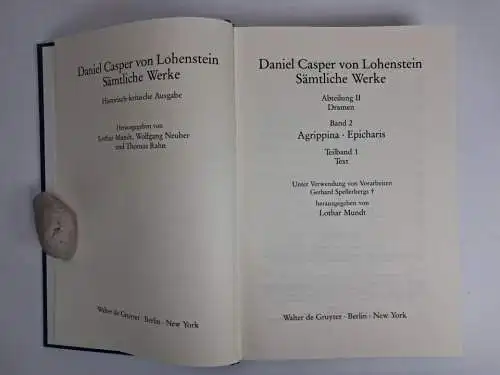 Daniel Casper von Lohenstein
Sämtliche Werke
Historisch-kritische Ausgabe
Herausgegeben von
Lothar Mundt, Wolfgang Neuber
und Thomas Rahn
Walter de Gruyter · Berlin · New York
Daniel Casper von Lohenstein
Sämtliche Werke
Abteilung II
Dramen
Band 2
Agrippina · Epicharis
Teilband 1
Text
Unter Verwendung von Vorarbeiten
Gerhard Spellerbergs †
herausgegeben von
Lothar Mundt
Walter de Gruyter · Berlin · New York